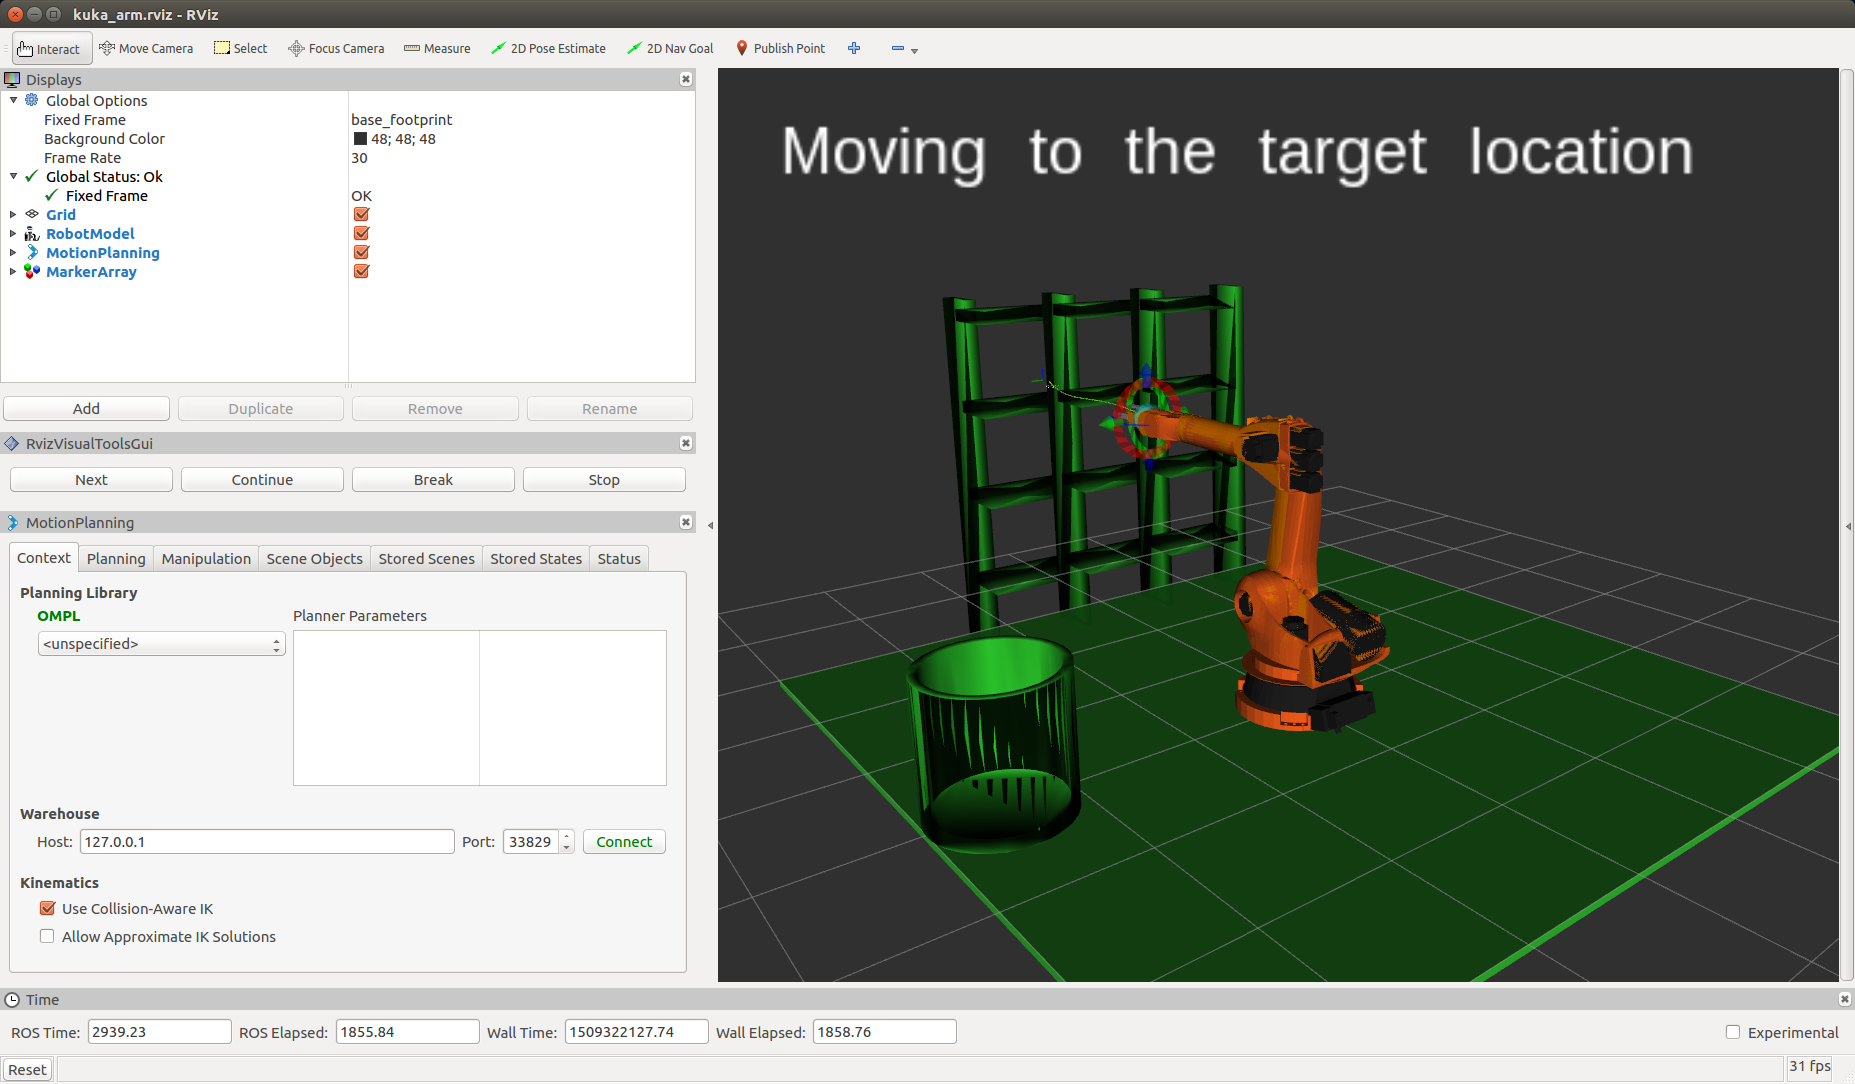 kuka_arm.rviz - RViz
Interact Move Camera Select Focus Camera Measure 2D Pose Estimate 2D Nav Goal Publish Point
Displays
Global Options
Fixed Frame base_footprint
Background Color 48; 48; 48
Frame Rate 30
Global Status: Ok
Fixed Frame OK
Grid
RobotModel
MotionPlanning
MarkerArray
Add Duplicate Remove Rename
RvizVisualToolsGui
Next Continue Break Stop
MotionPlanning
Context Planning Manipulation Scene Objects Stored Scenes Stored States Status
Planning Library
OMPL Planner Parameters
<unspecified>
Warehouse
Host: 127.0.0.1 Port: 33829 Connect
Kinematics
Use Collision-Aware IK
Allow Approximate IK Solutions
Moving to the target location
Time
ROS Time: 2939.23 ROS Elapsed: 1855.84 Wall Time: 1509322127.74 Wall Elapsed: 1858.76 Experimental
Reset 31 fps